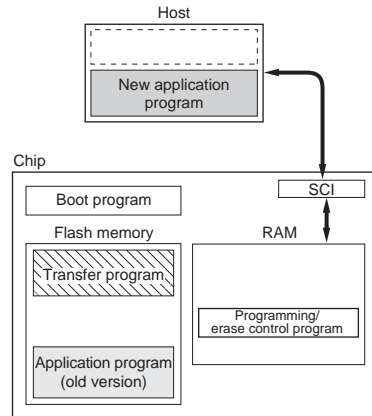 Host
New application
program
Chip
SCI
Boot program
Flash memory
RAM
Transfer program
Programming/
erase control program
Application program
(old version)